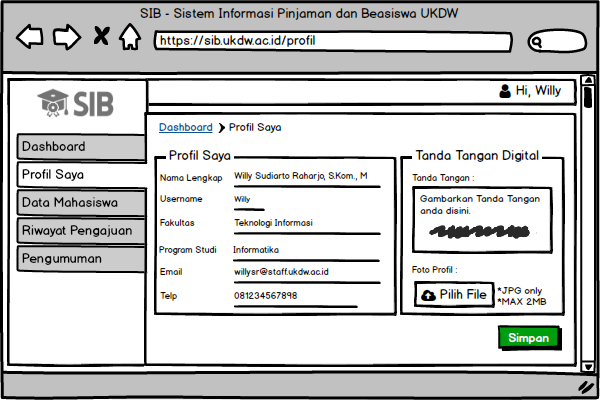 SIB - Sistem Informasi Pinjaman dan Beasiswa UKDW
https://sib.ukdw.ac.id/profil
SIB
Hi, Willy
Dashboard
Profil Saya
Data Mahasiswa
Riwayat Pengajuan
Pengumuman
Dashboard Profil Saya
Profil Saya
Nama Lengkap Willy Sudiarto Raharjo, S.Kom., M
Username Willy
Fakultas Teknologi Informasi
Program Studi Informatika
Email willysr@staff.ukdw.ac.id
Telp 081234567898
Tanda Tangan Digital
Tanda Tangan :
Gambarkan Tanda Tangan
anda disini.
Foto Profil :
Pilih File
*JPG only
*MAX 2MB
Simpan